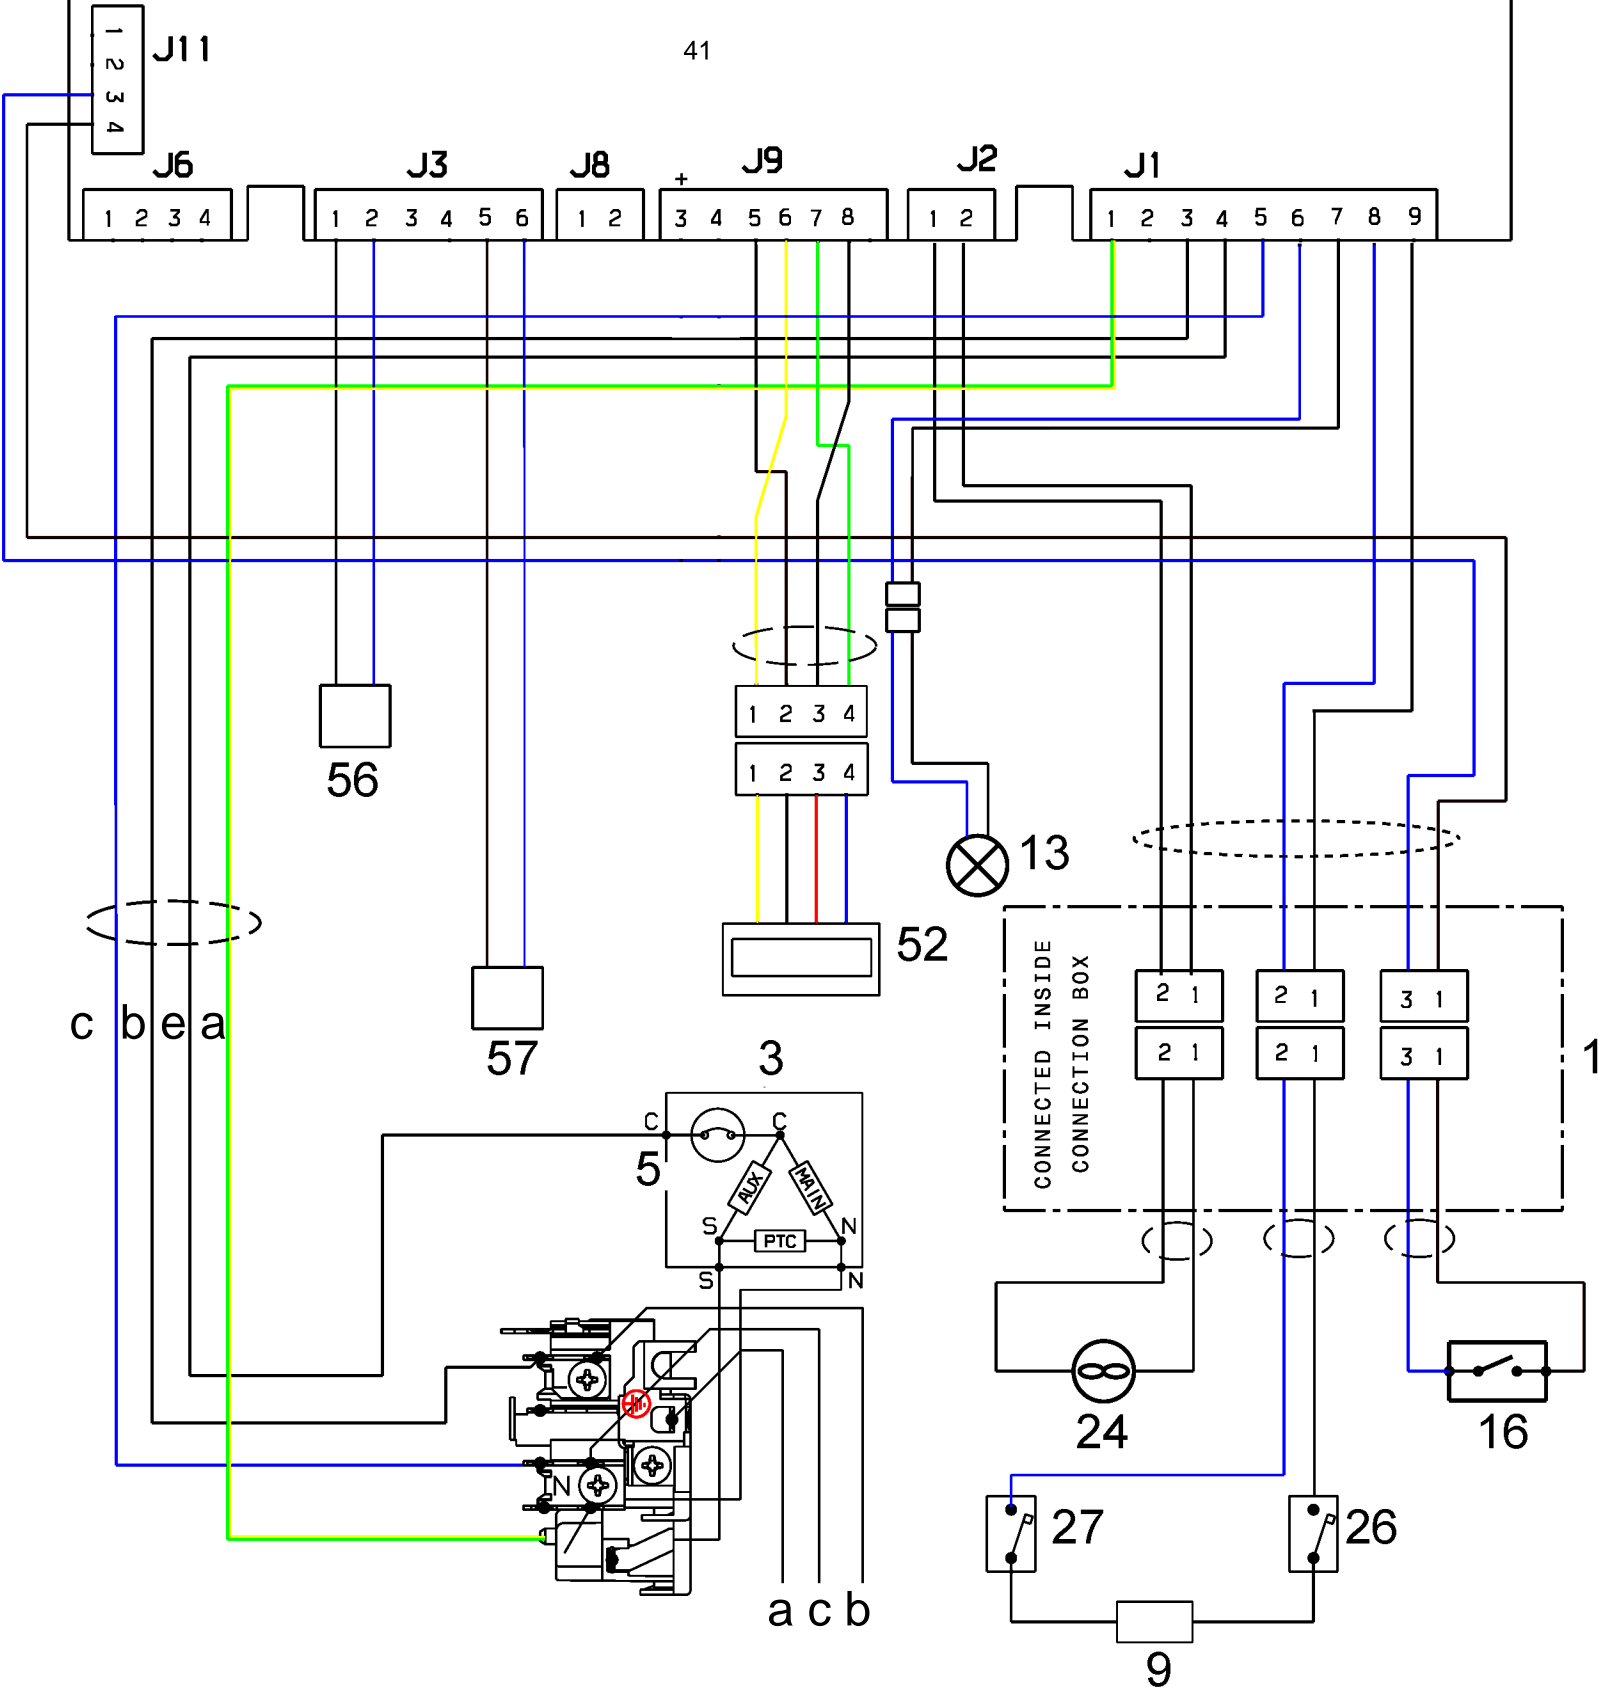 41
1
2
3
4
J11
J6
J3
J8
+
J9
J2
J1
1 2 3 4
1 2 3 4 5 6
1 2
3 4 5 6 7 8
1 2
1 2 3 4 5 6 7 8 9
1 2 3 4
1 2 3 4
56
13
52
c b e a
57
3
CONNECTED INSIDE
CONNECTION BOX
2 1
2 1
3 1
2 1
2 1
3 1
1
C
C
5
AUX
MAIN
S
N
PTC
S
N
N
24
16
27
26
a c b
9